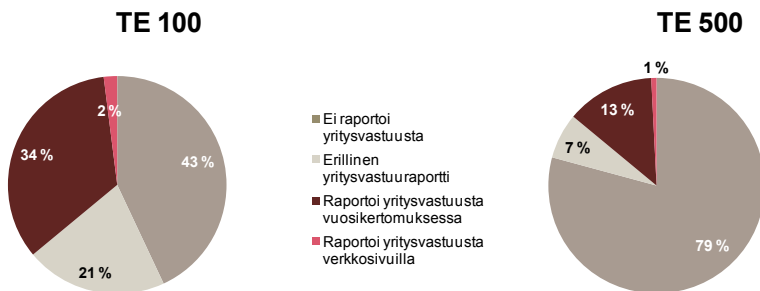 TE 100
2 %
34 %
43 %
21 %
Ei raportoi
yritysvastuusta
Erillinen
yritysvastuuraportti
Raportoi yritysvastuusta
vuosikertomuksessa
Raportoi yritysvastuusta
verkkosivuilla
TE 500
1 %
13 %
7 %
79 %